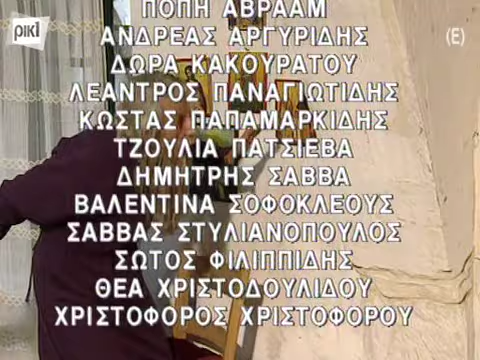 ΠΟΠΗ ΑΒΡΑΑΜ
ΑΝΔΡΕΑΣ ΑΡΓΥΡΙΔΗΣ
ΔΩΡΑ ΚΑΚΟΥΡΑΤΟΥ
ΛΕΑΝΤΡΟΣ ΠΑΝΑΓΙΩΤΙΔΗΣ
ΚΩΣΤΑΣ ΠΑΠΑΜΑΡΚΙΔΗΣ
ΤΖΟΥΛΙΑ ΠΑΤΣΙΕΒΑ
ΔΗΜΗΤΡΗΣ ΣΑΒΒΑ
ΒΑΛΕΝΤΙΝΑ ΣΟΦΟΚΛΕΟΥΣ
ΣΑΒΒΑΣ ΣΤΥΛΙΑΝΟΠΟΥΛΟΣ
ΣΩΤΟΣ ΦΙΛΙΠΠΙΔΗΣ
ΘΕΑ ΧΡΙΣΤΟΔΟΥΛΙΔΟΥ
ΧΡΙΣΤΟΦΟΡΟΣ ΧΡΙΣΤΟΦΟΡΟΥ
ρικ1
(E)